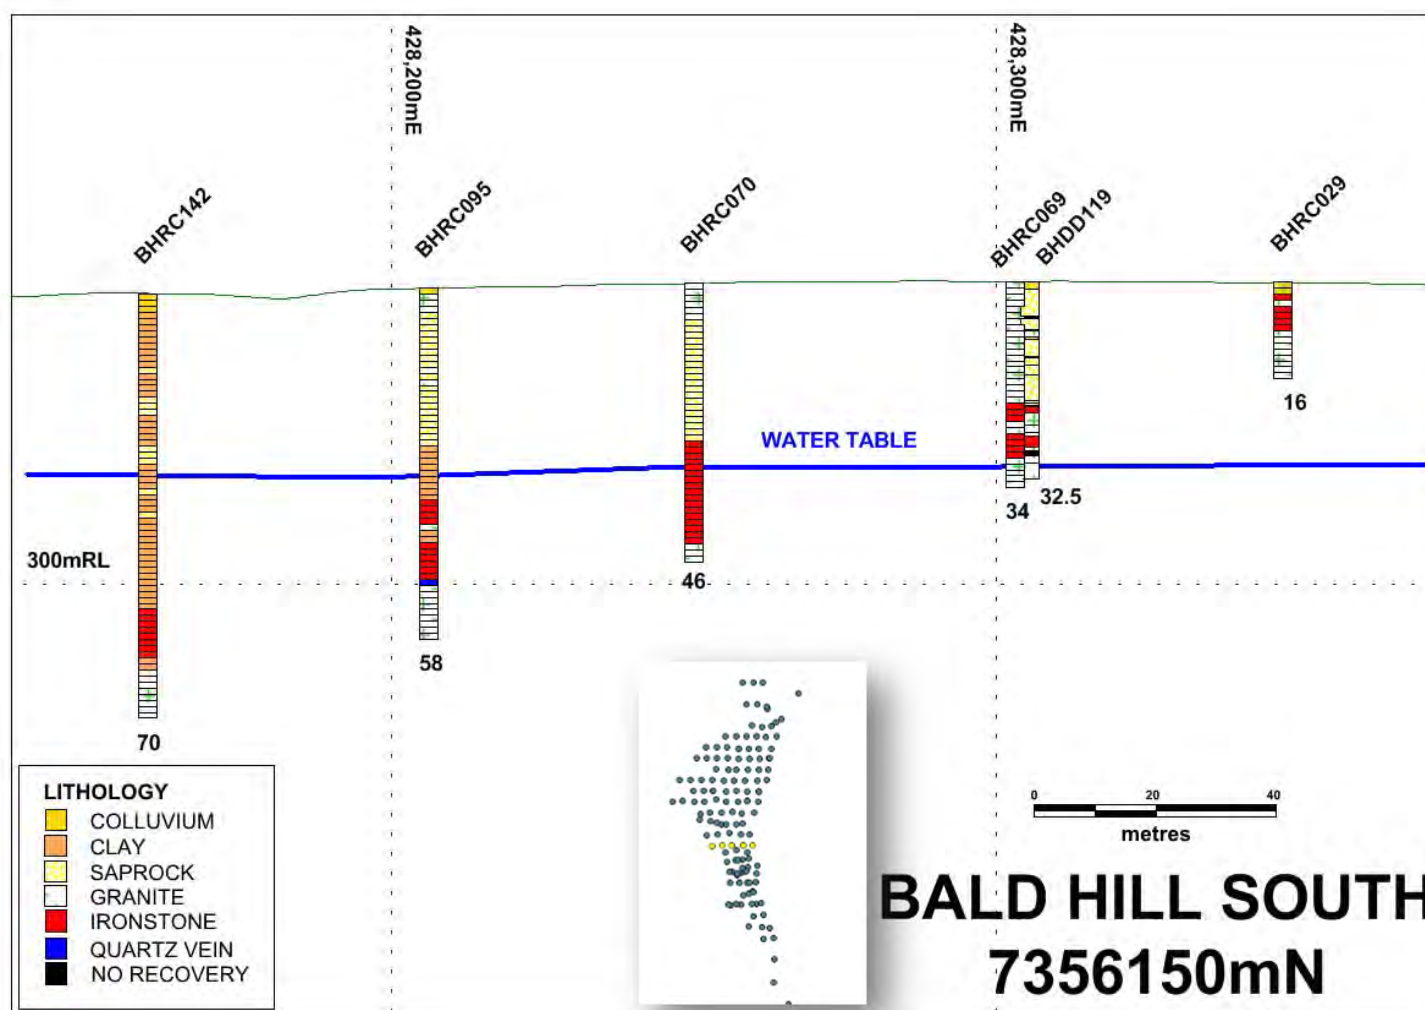 428,200mE
428,300mE
BHRC142
BHRC095
BHRC070
BHRC069
BHDD119
BHRC029
16
WATER TABLE
32.5
34
300mRL
46
58
70
LITHOLOGY
COLLUVIUM
CLAY
SAPROCK
GRANITE
IRONSTONE
QUARTZ VEIN
NO RECOVERY
0 20 40
metres
BALD HILL SOUTH
7356150mN